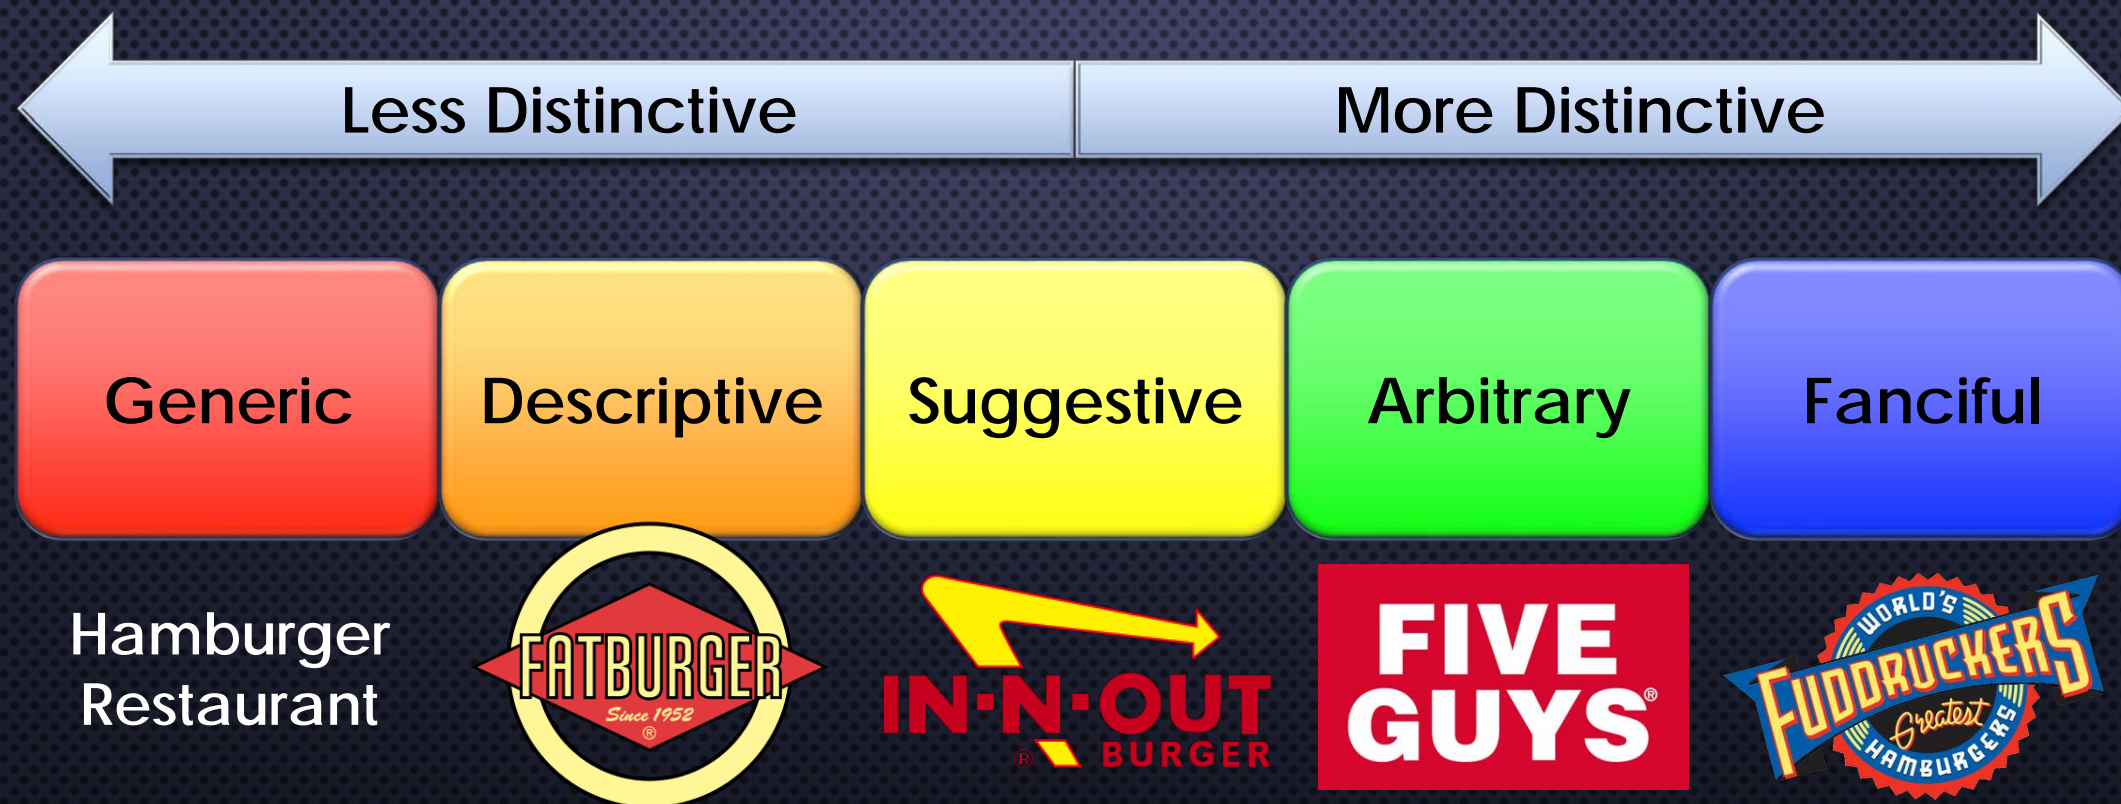 Less Distinctive
More Distinctive
Generic
Descriptive
Suggestive
Arbitrary
Fanciful
Hamburger
Restaurant
FATBURGER
Since 1952
®
IN·N·OUT
® BURGER
FIVE
GUYS®
WORLD'S
FUDDRUCKERS
Greatest
HAMBURGERS